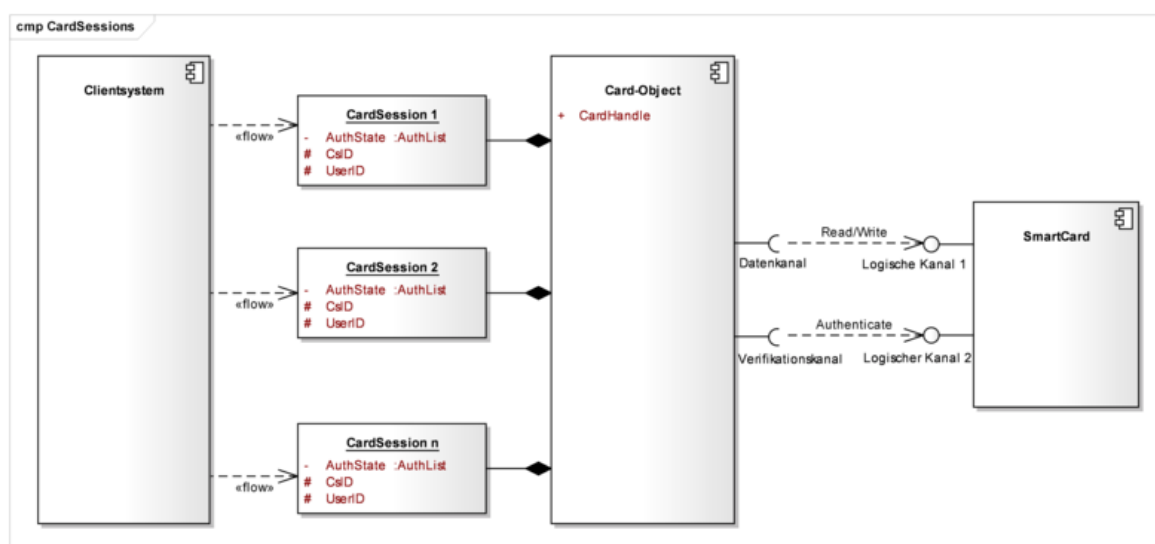 cmp CardSessions
Clientsystem
«flow»
CardSession 1
- AuthState :AuthList
# CsID
# UserID
«flow»
CardSession 2
- AuthState :AuthList
# CsID
# UserID
«flow»
CardSession n
- AuthState :AuthList
# CsID
# UserID
Card-Object
+ CardHandle
Read/Write
Datenkanal
Logische Kanal 1
Authenticate
Verifikationskanal
Logischer Kanal 2
SmartCard